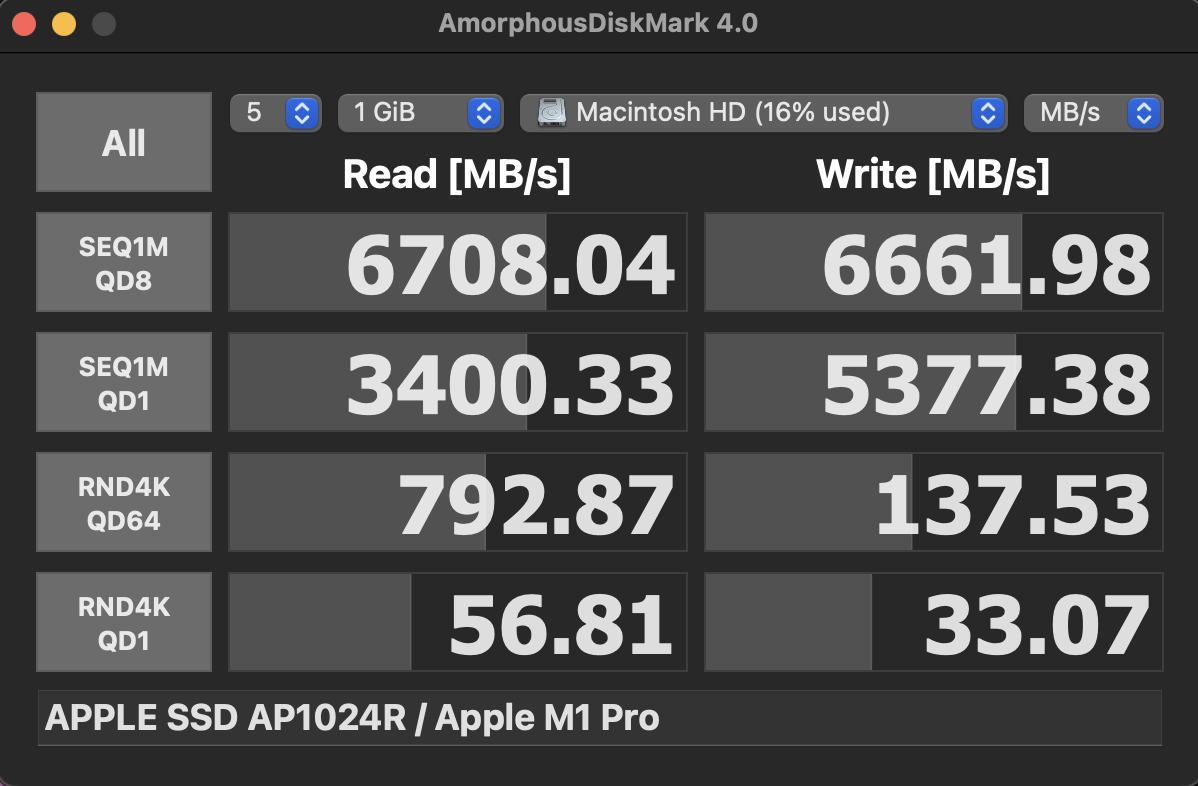 AmorphousDiskMark 4.0
All
5
1 GiB
Macintosh HD (16% used)
MB/s
Read [MB/s]
Write [MB/s]
SEQ1M
QD8
6708.04
6661.98
SEQ1M
QD1
3400.33
5377.38
RND4K
QD64
792.87
137.53
RND4K
QD1
56.81
33.07
APPLE SSD AP1024R / Apple M1 Pro